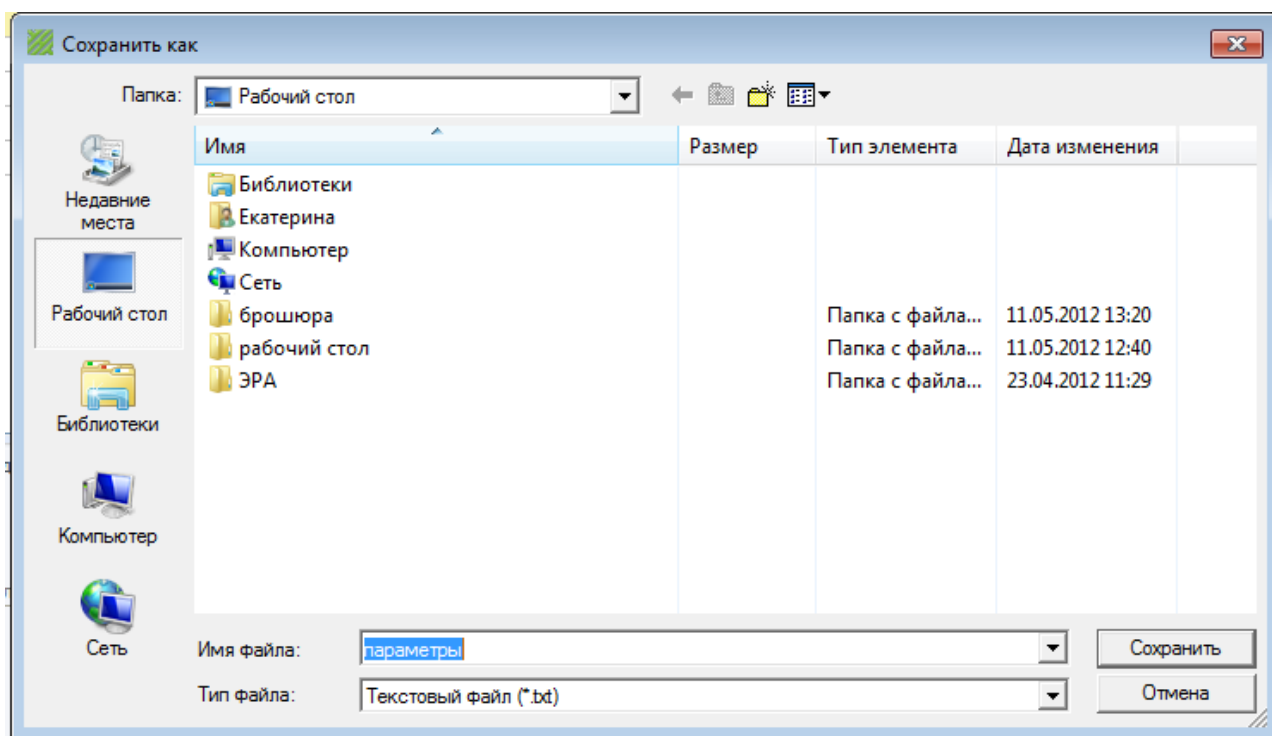 Сохранить как
Папка: Рабочий стол
Имя Размер Тип элемента Дата изменения
Библиотеки
Екатерина
Компьютер
Сеть
брошюра Папка с файла... 11.05.2012 13:20
рабочий стол Папка с файла... 11.05.2012 12:40
ЭРА Папка с файла... 23.04.2012 11:29
Недавние
места
Рабочий стол
Библиотеки
Компьютер
Сеть
Имя файла: параметры Сохранить
Тип файла: Текстовый файл (*.txt) Отмена